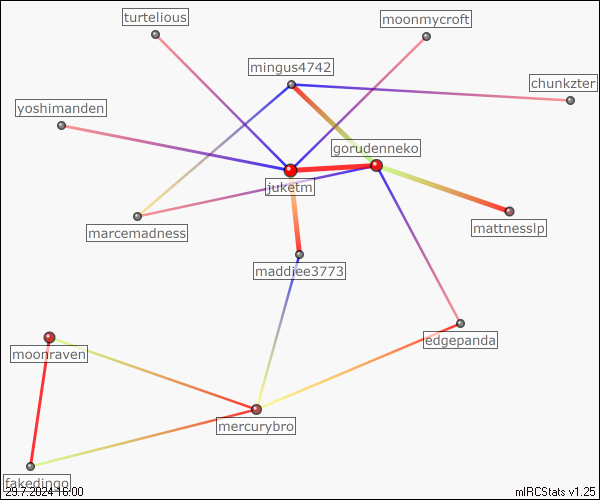 turtelious
moonmycroft
mingus4742
chunkzter
yoshimanden
gorudenneko
juketm
marcemadness
mattnesslp
maddiee3773
edgepanda
moonraven
mercurybro
fakedingo
29.7.2024 16:00
mIRCStats v1.25